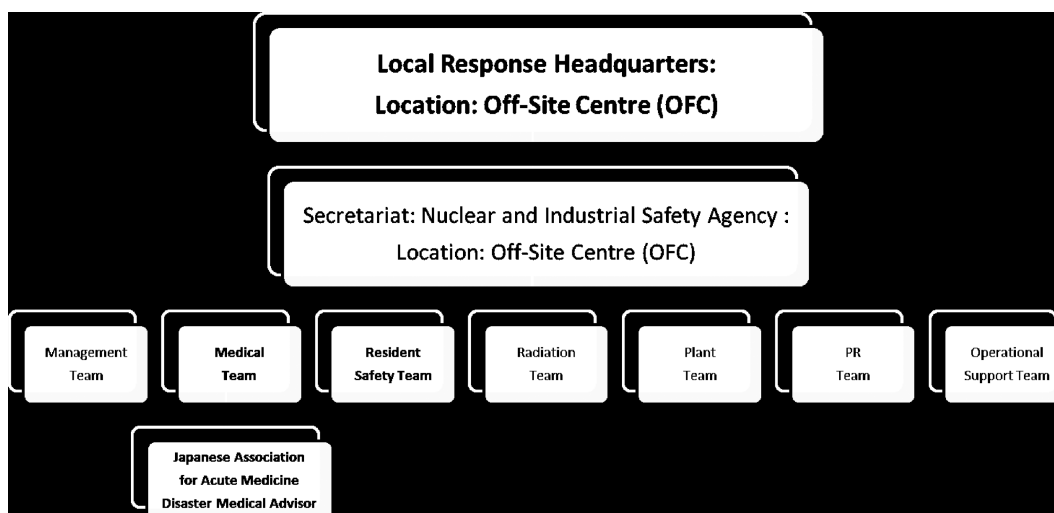 Local Response Headquarters:
Location: Off-Site Centre (OFC)
Secretariat: Nuclear and Industrial Safety Agency :
Location: Off-Site Centre (OFC)
Management
Team
Medical
Team
Resident
Safety Team
Radiation
Team
Plant
Team
PR
Team
Operational
Support Team
Japanese Association
for Acute Medicine
Disaster Medical Advisor